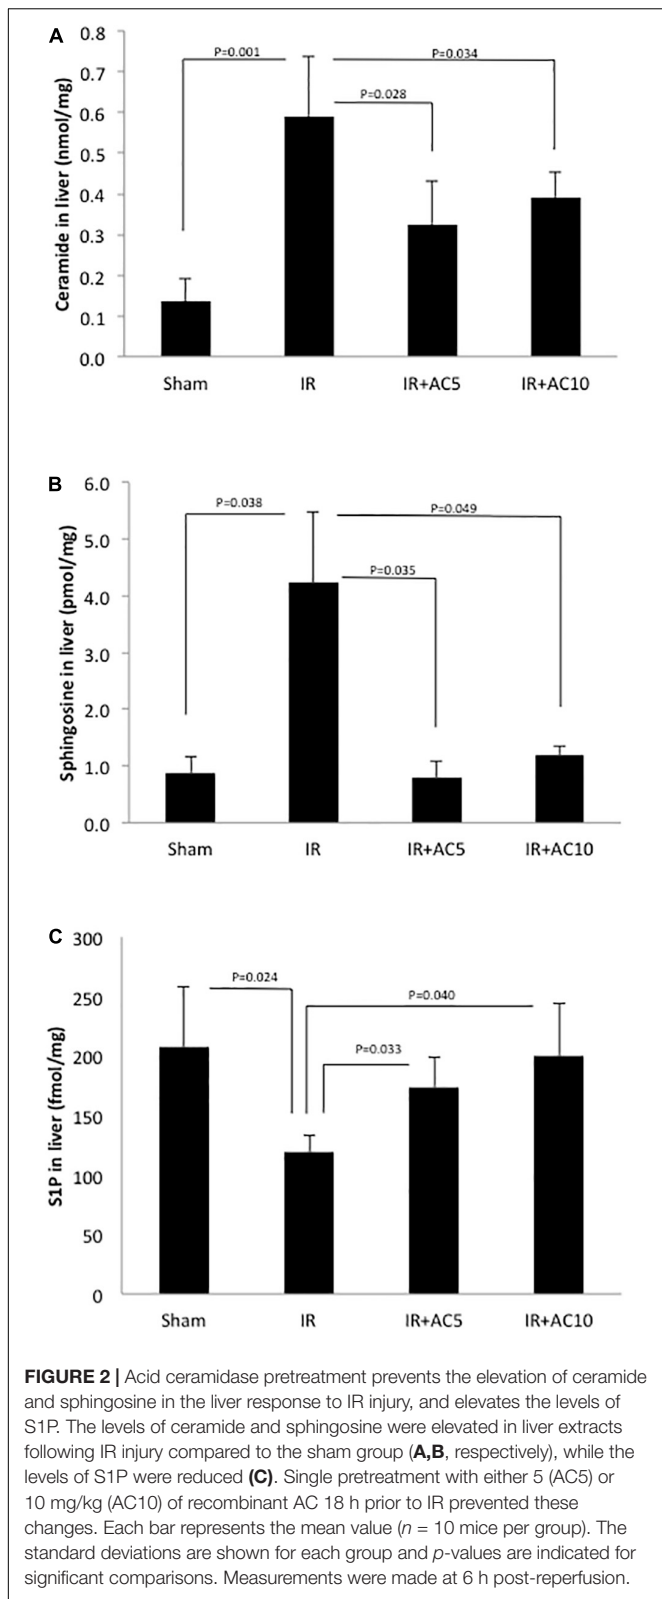 A
Ceramide in liver (nmol/mg)
0.8
0.7
0.6
0.5
0.4
0.3
0.2
0.1
0.0
P=0.001
P=0.034
P=0.028
Sham IR IR+AC5 IR+AC10
B
Sphingosine in liver (pmol/mg)
6.0
5.0
4.0
3.0
2.0
1.0
0.0
P=0.038
P=0.049
P=0.035
Sham IR IR+AC5 IR+AC10
C
S1P in liver (fmol/mg)
300
250
200
150
100
50
0
P=0.024
P=0.040
P=0.033
Sham IR IR+AC5 IR+AC10
FIGURE 2 | Acid ceramidase pretreatment prevents the elevation of ceramide
and sphingosine in the liver response to IR injury, and elevates the levels of
S1P. The levels of ceramide and sphingosine were elevated in liver extracts
following IR injury compared to the sham group (A,B, respectively), while the
levels of S1P were reduced (C). Single pretreatment with either 5 (AC5) or
10 mg/kg (AC10) of recombinant AC 18 h prior to IR prevented these
changes. Each bar represents the mean value (n = 10 mice per group). The
standard deviations are shown for each group and p-values are indicated for
significant comparisons. Measurements were made at 6 h post-reperfusion.